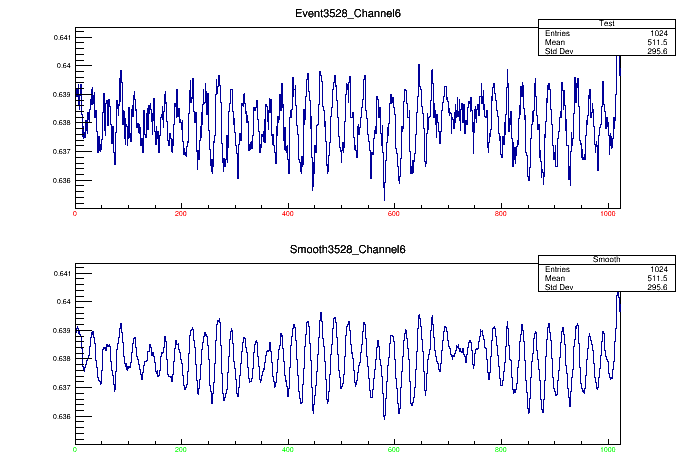 Event3528_Channel6
Test
Entries 1024
Mean 511.5
Std Dev 295.6
0.641
0.64
0.639
0.638
0.637
0.636
0 200 400 600 800 1000
Smooth3528_Channel6
Smooth
Entries 1024
Mean 511.5
Std Dev 295.6
0.641
0.64
0.639
0.638
0.637
0.636
0 200 400 600 800 1000